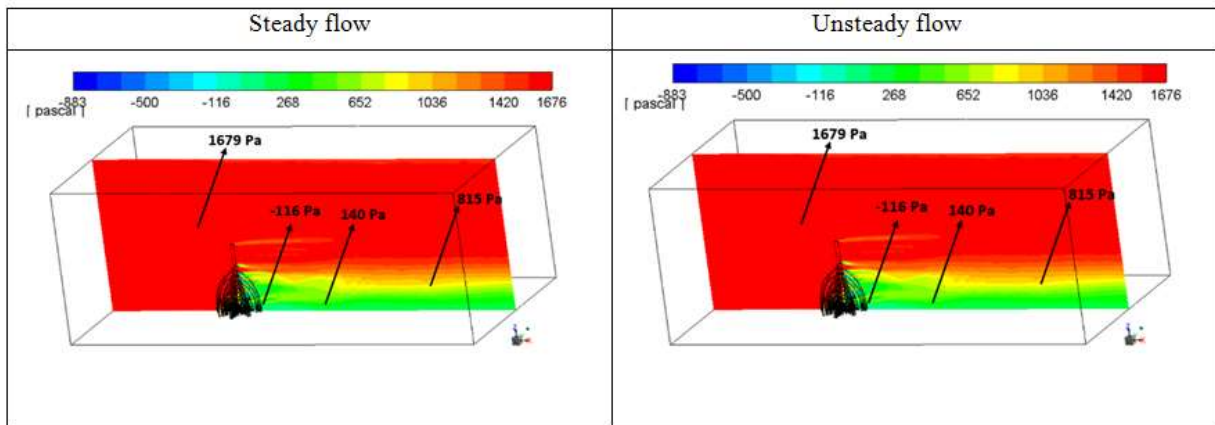 Steady flow
Unsteady flow
-883 -500 -116 268 652 1036 1420 1676
[ pascal ]
1679 Pa
-116 Pa
140 Pa
815 Pa
-883 -500 -116 268 652 1036 1420 1676
[ pascal ]
1679 Pa
-116 Pa
140 Pa
815 Pa